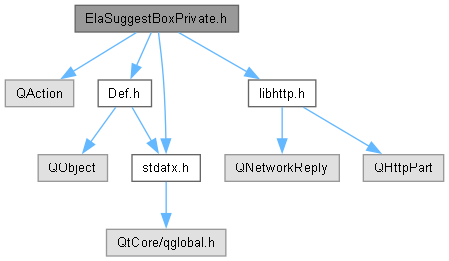 ElaSuggestBoxPrivate.h
QAction
Def.h
libhttp.h
QObject
stdafx.h
QNetworkReply
QHttpPart
QtCore/qglobal.h